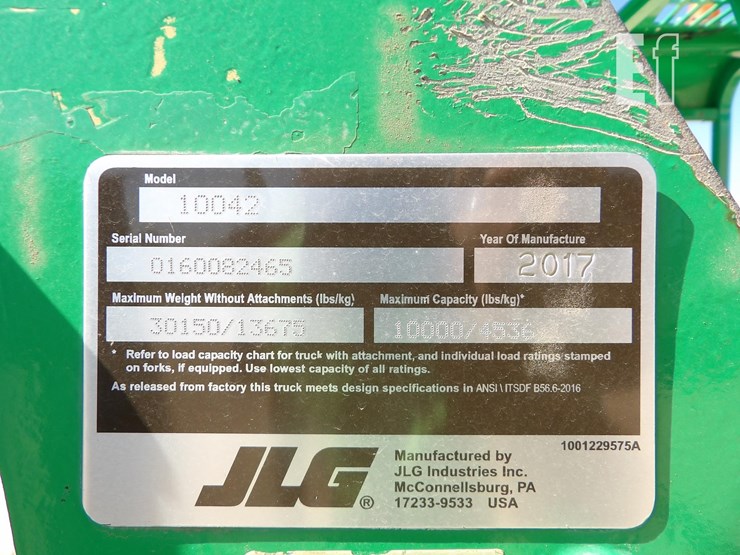 Ef
Model
10042
Serial Number
Year Of Manufacture
0160082465
2017
Maximum Weight Without Attachments (lbs/kg)
Maximum Capacity (lbs/kg)*
30150/13675
10000/4536
* Refer to load capacity chart for truck with attachment, and individual load ratings stamped
on forks, if equipped. Use lowest capacity of all ratings.
As released from factory this truck meets design specifications in ANSI \ ITSDF B56.6-2016
1001229575A
JLG®
Manufactured by
JLG Industries Inc.
McConnellsburg, PA
17233-9533 USA